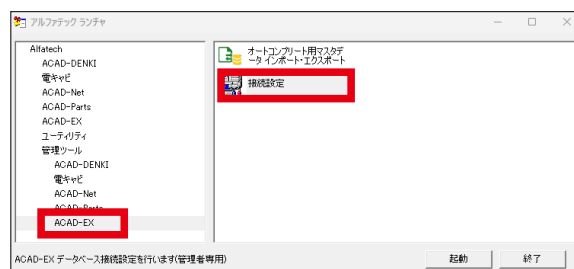 アルファテック ランチャ
Alfatech
ACAD-DENKI
電キャビ
ACAD-Net
ACAD-Parts
ACAD-EX
ユーティリティ
管理ツール
ACAD-DENKI
電キャビ
ACAD-Net
ACAD-Parts
ACAD-EX
オートコンプリート用マスタデ
ータ インポート・エクスポート
接続設定
ACAD-EX データベース接続設定を行います(管理者専用)
起動
終了